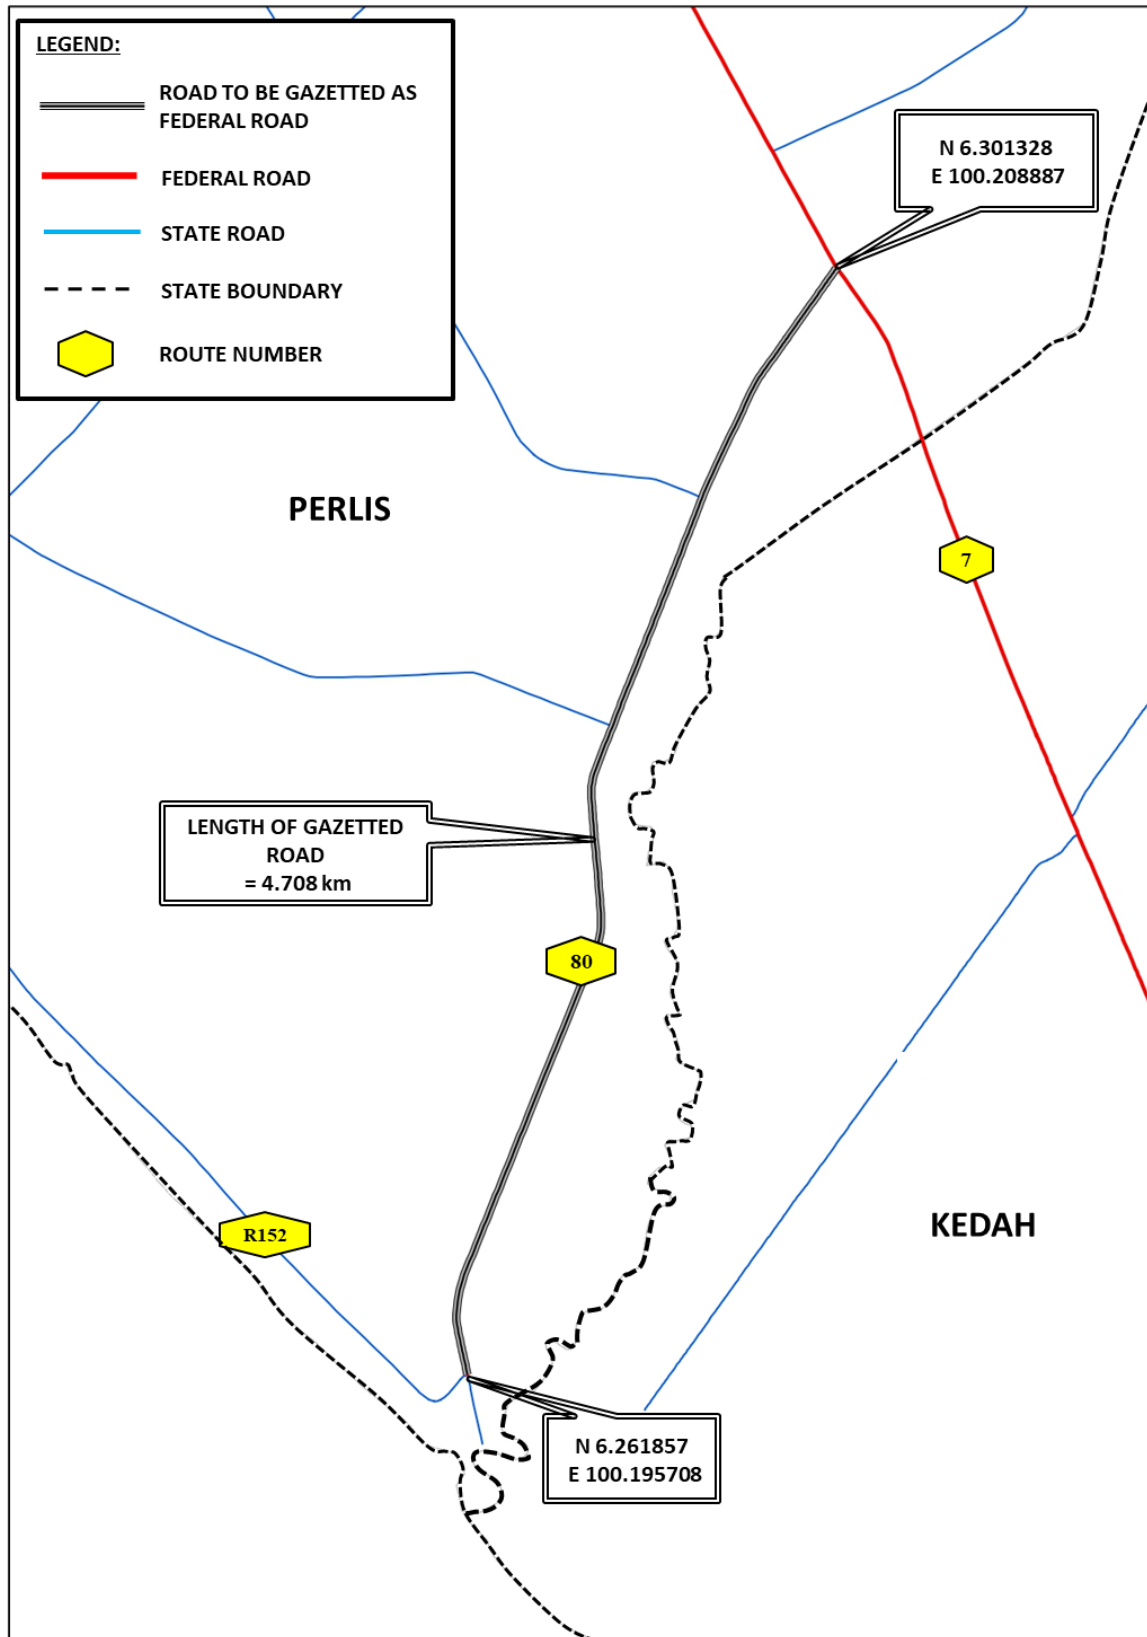 LEGEND:
ROAD TO BE GAZETTED AS
FEDERAL ROAD
FEDERAL ROAD
STATE ROAD
STATE BOUNDARY
ROUTE NUMBER
N 6.301328
E 100.208887
PERLIS
7
LENGTH OF GAZETTED
ROAD
= 4.708 km
80
R152
KEDAH
N 6.261857
E 100.195708